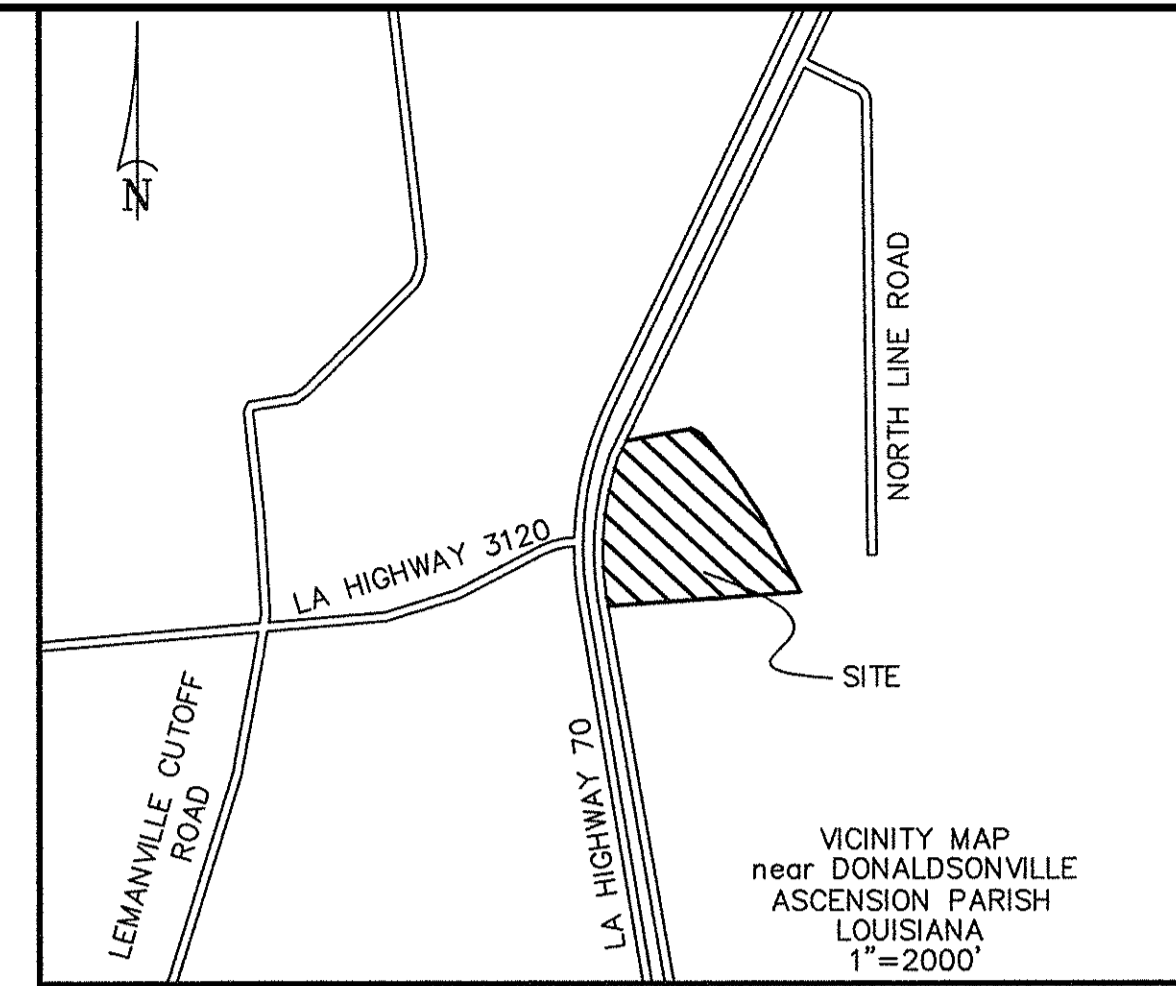 N
NORTH LINE ROAD
LA HIGHWAY 3120
SITE
LEMANVILLE CUTOFF
ROAD
LA HIGHWAY 70
VICINITY MAP
near DONALDSONVILLE
ASCENSION PARISH
LOUISIANA
1"=2000'